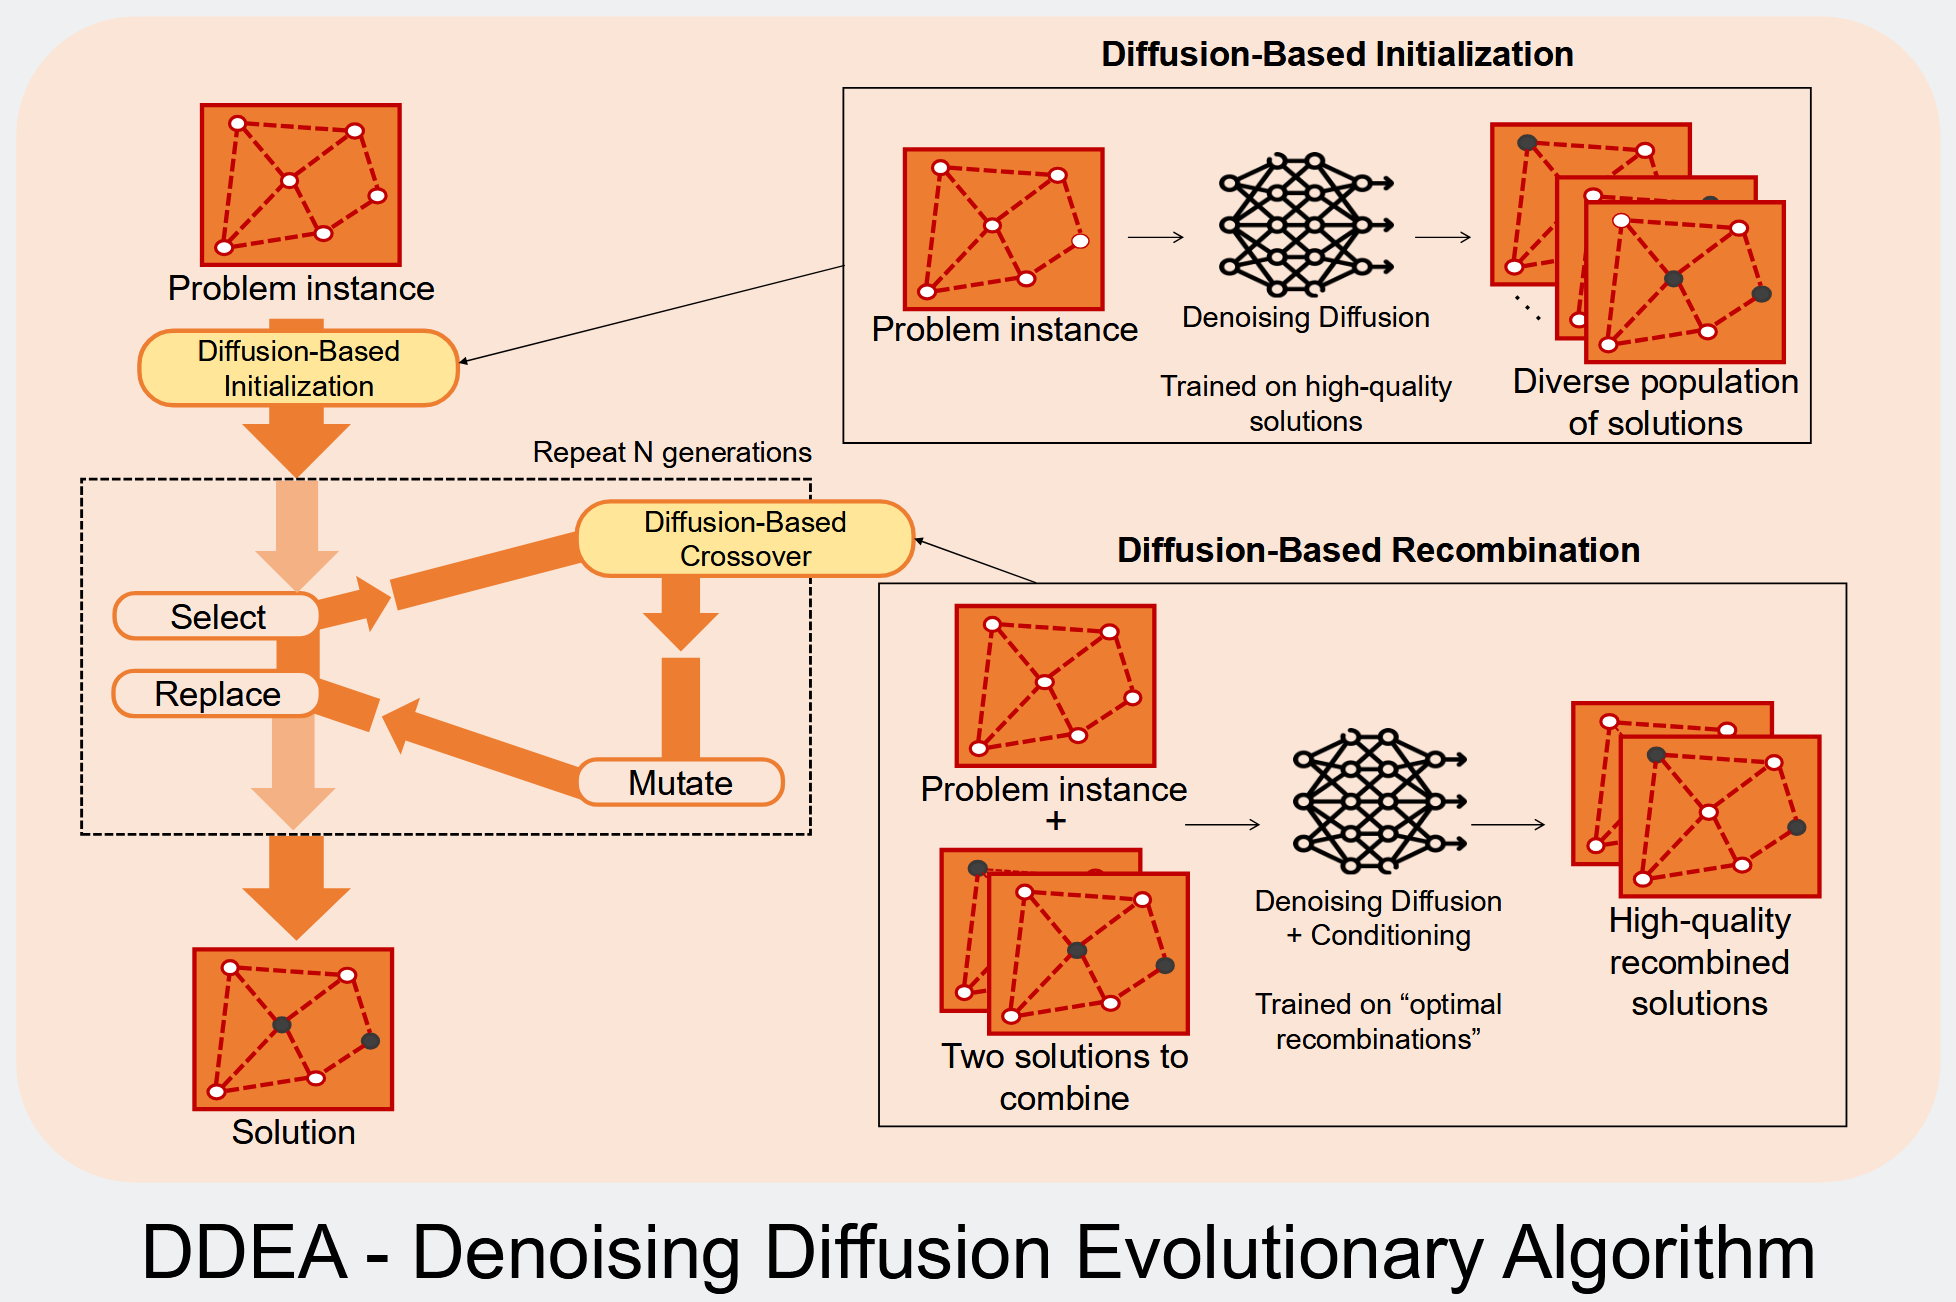 Diffusion-Based Initialization
Problem instance
Diffusion-Based
Initialization
Problem instance
Denoising Diffusion
Trained on high-quality
solutions
Diverse population
of solutions
Repeat N generations
Diffusion-Based
Crossover
Select
Replace
Mutate
Solution
Diffusion-Based Recombination
Problem instance
+
Two solutions to
combine
Denoising Diffusion
+ Conditioning
Trained on “optimal
recombinations”
High-quality
recombined
solutions
DDEA - Denoising Diffusion Evolutionary Algorithm